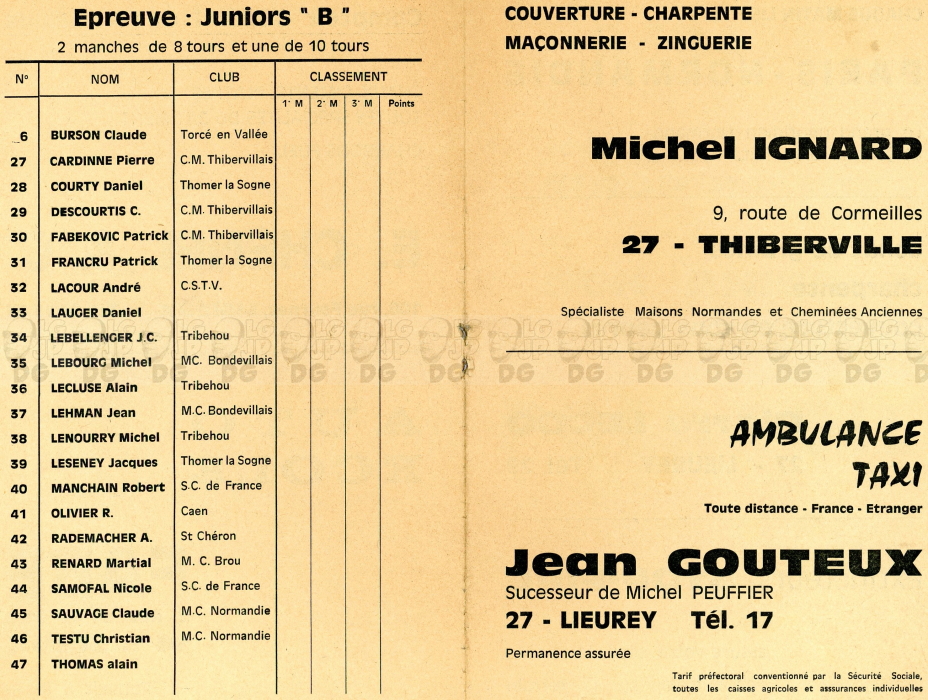 Epreuve : Juniors " B "
2 manches de 8 tours et une de 10 tours
N° NOM CLUB CLASSEMENT
1° M 2° M 3° M Points
6 BURSON Claude Torcé en Vallée
27 CARDINNE Pierre C.M. Thibervillais
28 COURTY Daniel Thomer la Sogne
29 DESCOURTIS C. C.M. Thibervillais
30 FABEKOVIC Patrick C.M. Thibervillais
31 FRANCRU Patrick Thomer la Sogne
32 LACOUR André C.S.T.V.
33 LAUGER Daniel
34 LEBELLENGER J.C. Tribehou
35 LEBOURG Michel MC. Bondevillais
36 LECLUSE Alain Tribehou
37 LEHMAN Jean M.C. Bondevillais
38 LENOURRY Michel Tribehou
39 LESENEY Jacques Thomer la Sogne
40 MANCHAIN Robert S.C. de France
41 OLIVIER R. Caen
42 RADEMACHER A. St Chéron
43 RENARD Martial M. C. Brou
44 SAMOFAL Nicole S.C. de France
45 SAUVAGE Claude M.C. Normandie
46 TESTU Christian M.C. Normandie
47 THOMAS alain
COUVERTURE - CHARPENTE
MAÇONNERIE - ZINGUERIE
Michel IGNARD
9, route de Cormeilles
27 - THIBERVILLE
Spécialiste Maisons Normandes et Cheminées Anciennes
AMBULANCE
TAXI
Toute distance - France - Etranger
Jean GOUTEUX
Sucesseur de Michel PEUFFIER
27 - LIEUREY Tél. 17
Permanence assurée
Tarif préfectoral conventionné par la Sécurité Sociale,
toutes les caisses agricoles et asssurances individuelles